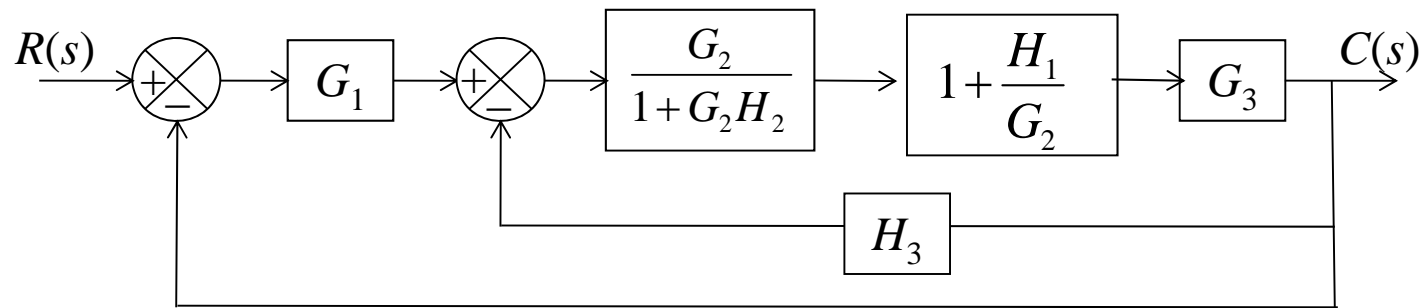 R(s)
+
−
G₁
+
−
G₂
1+G₂H₂
1+
H₁
G₂
G₃
C(s)
H₃